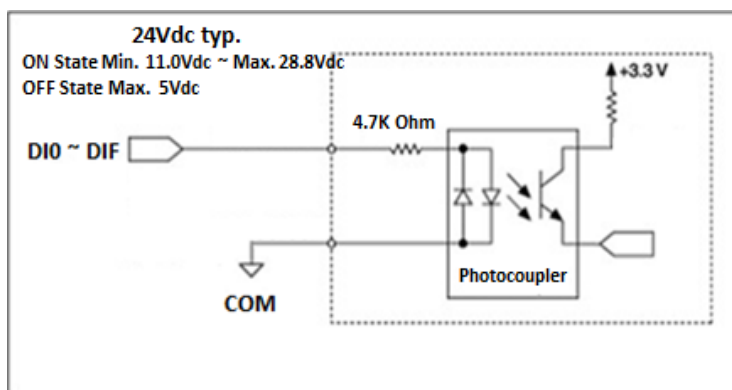 24Vdc typ.
ON State Min. 11.0Vdc ~ Max. 28.8Vdc
OFF State Max. 5Vdc
+3.3 V
4.7K Ohm
DI0 ~ DIF
Photocoupler
COM